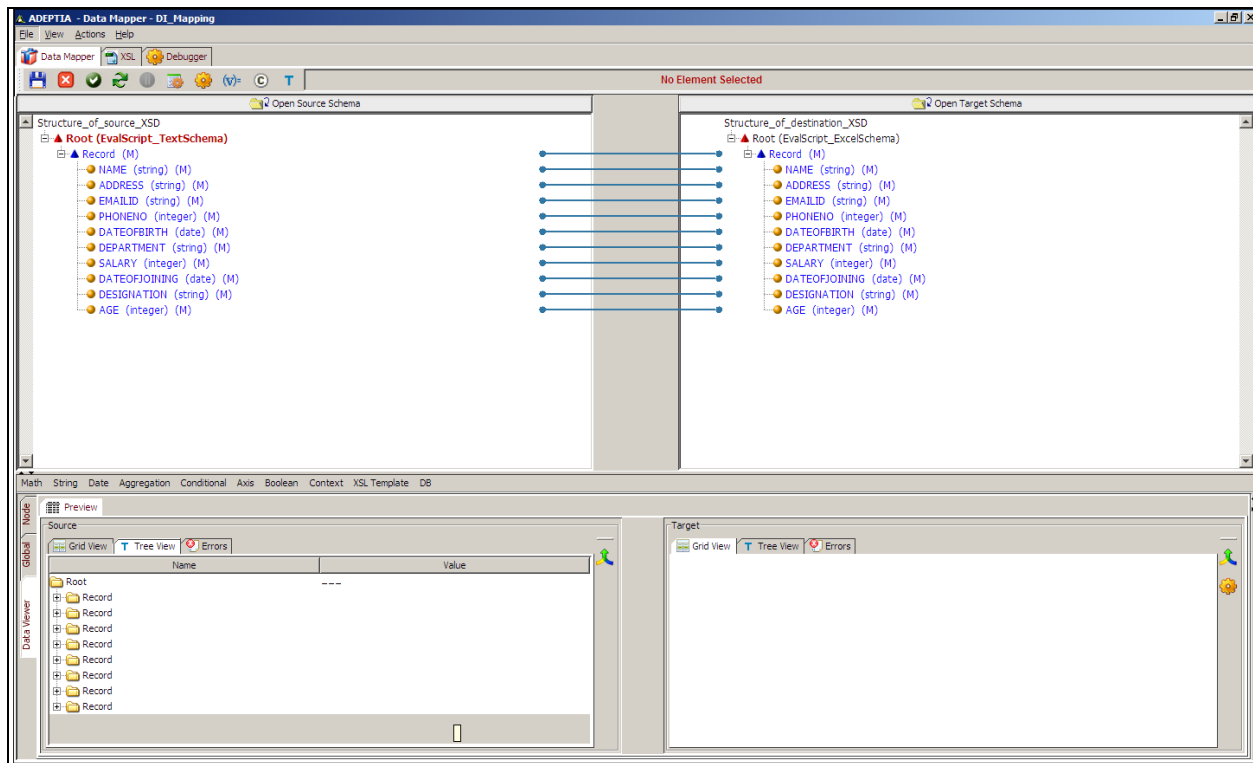 ADEPTIA - Data Mapper - DI_Mapping
File View Actions Help
Data Mapper XSL Debugger
(v)= © T No Element Selected
Open Source Schema Open Target Schema
Structure_of_source_XSD Structure_of_destination_XSD
Root (EvalScript_TextSchema) Root (EvalScript_ExcelSchema)
Record (M) Record (M)
NAME (string) (M) NAME (string) (M)
ADDRESS (string) (M) ADDRESS (string) (M)
EMAILID (string) (M) EMAILID (string) (M)
PHONENO (integer) (M) PHONENO (integer) (M)
DATEOFBIRTH (date) (M) DATEOFBIRTH (date) (M)
DEPARTMENT (string) (M) DEPARTMENT (string) (M)
SALARY (integer) (M) SALARY (integer) (M)
DATEOFJOINING (date) (M) DATEOFJOINING (date) (M)
DESIGNATION (string) (M) DESIGNATION (string) (M)
AGE (integer) (M) AGE (integer) (M)
Math String Date Aggregation Conditional Axis Boolean Context XSL Template DB
Node
Global
Data Viewer
Preview
Source Target
Grid View T Tree View Errors Grid View T Tree View Errors
Name Value
Root ---
Record
Record
Record
Record
Record
Record
Record
Record